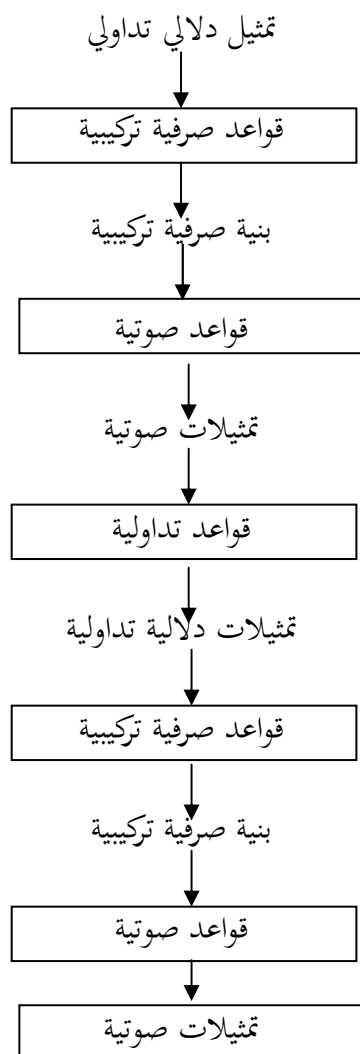 تمثيل دلالي تداولي
قواعد صرفية تركيبية
بنية صرفية تركيبية
قواعد صوتية
تمثيلات صوتية
قواعد تداولية
تمثيلات دلالية تداولية
قواعد صرفية تركيبية
بنية صرفية تركيبية
قواعد صوتية
تمثيلات صوتية